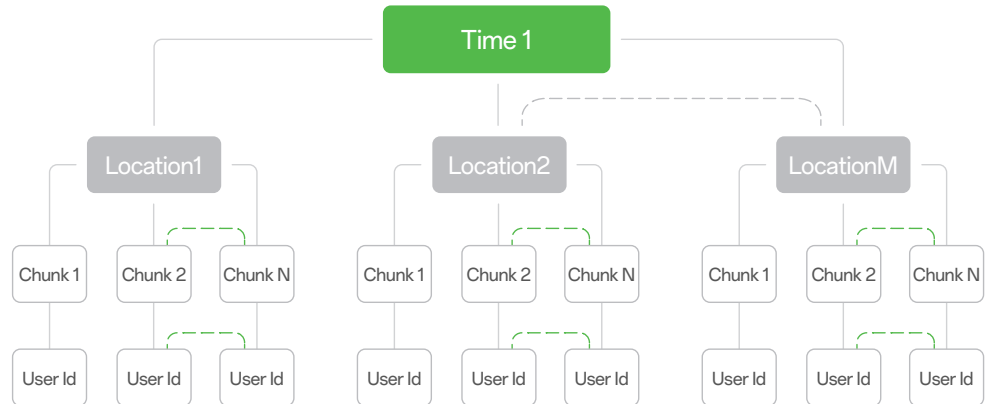 Time 1
Location1
Location2
LocationM
Chunk 1
Chunk 2
Chunk N
Chunk 1
Chunk 2
Chunk N
Chunk 1
Chunk 2
Chunk N
User Id
User Id
User Id
User Id
User Id
User Id
User Id
User Id
User Id